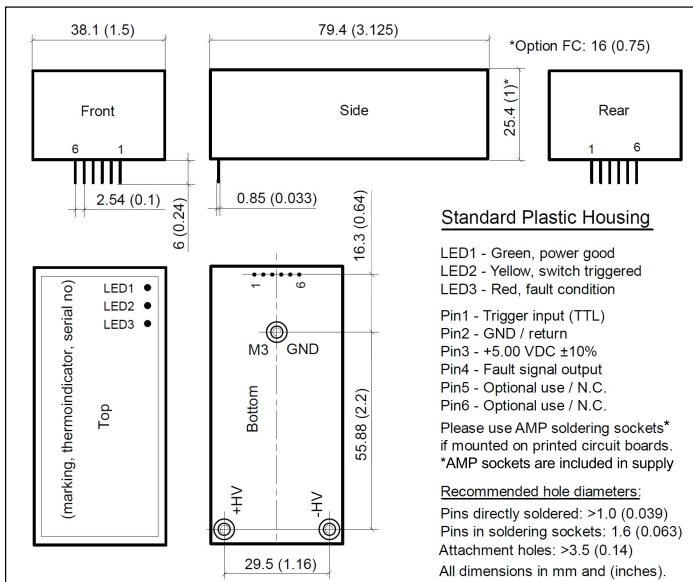 38.1 (1.5)
79.4 (3.125)
*Option FC: 16 (0.75)
Front
6
1
Side
25.4 (1)*
Rear
1
6
2.54 (0.1)
6 (0.24)
0.85 (0.033)
16.3 (0.64)
LED1
LED2
LED3
(marking, thermoindicator, serial no)
Top
1
6
M3
GND
Bottom
55.88 (2.2)
+HV
-HV
29.5 (1.16)
Standard Plastic Housing
LED1 - Green, power good
LED2 - Yellow, switch triggered
LED3 - Red, fault condition
Pin1 - Trigger input (TTL)
Pin2 - GND / return
Pin3 - +5.00 VDC ±10%
Pin4 - Fault signal output
Pin5 - Optional use / N.C.
Pin6 - Optional use / N.C.
Please use AMP soldering sockets*
if mounted on printed circuit boards.
*AMP sockets are included in supply
Recommended hole diameters:
Pins directly soldered: >1.0 (0.039)
Pins in soldering sockets: 1.6 (0.063)
Attachment holes: >3.5 (0.14)
All dimensions in mm and (inches).